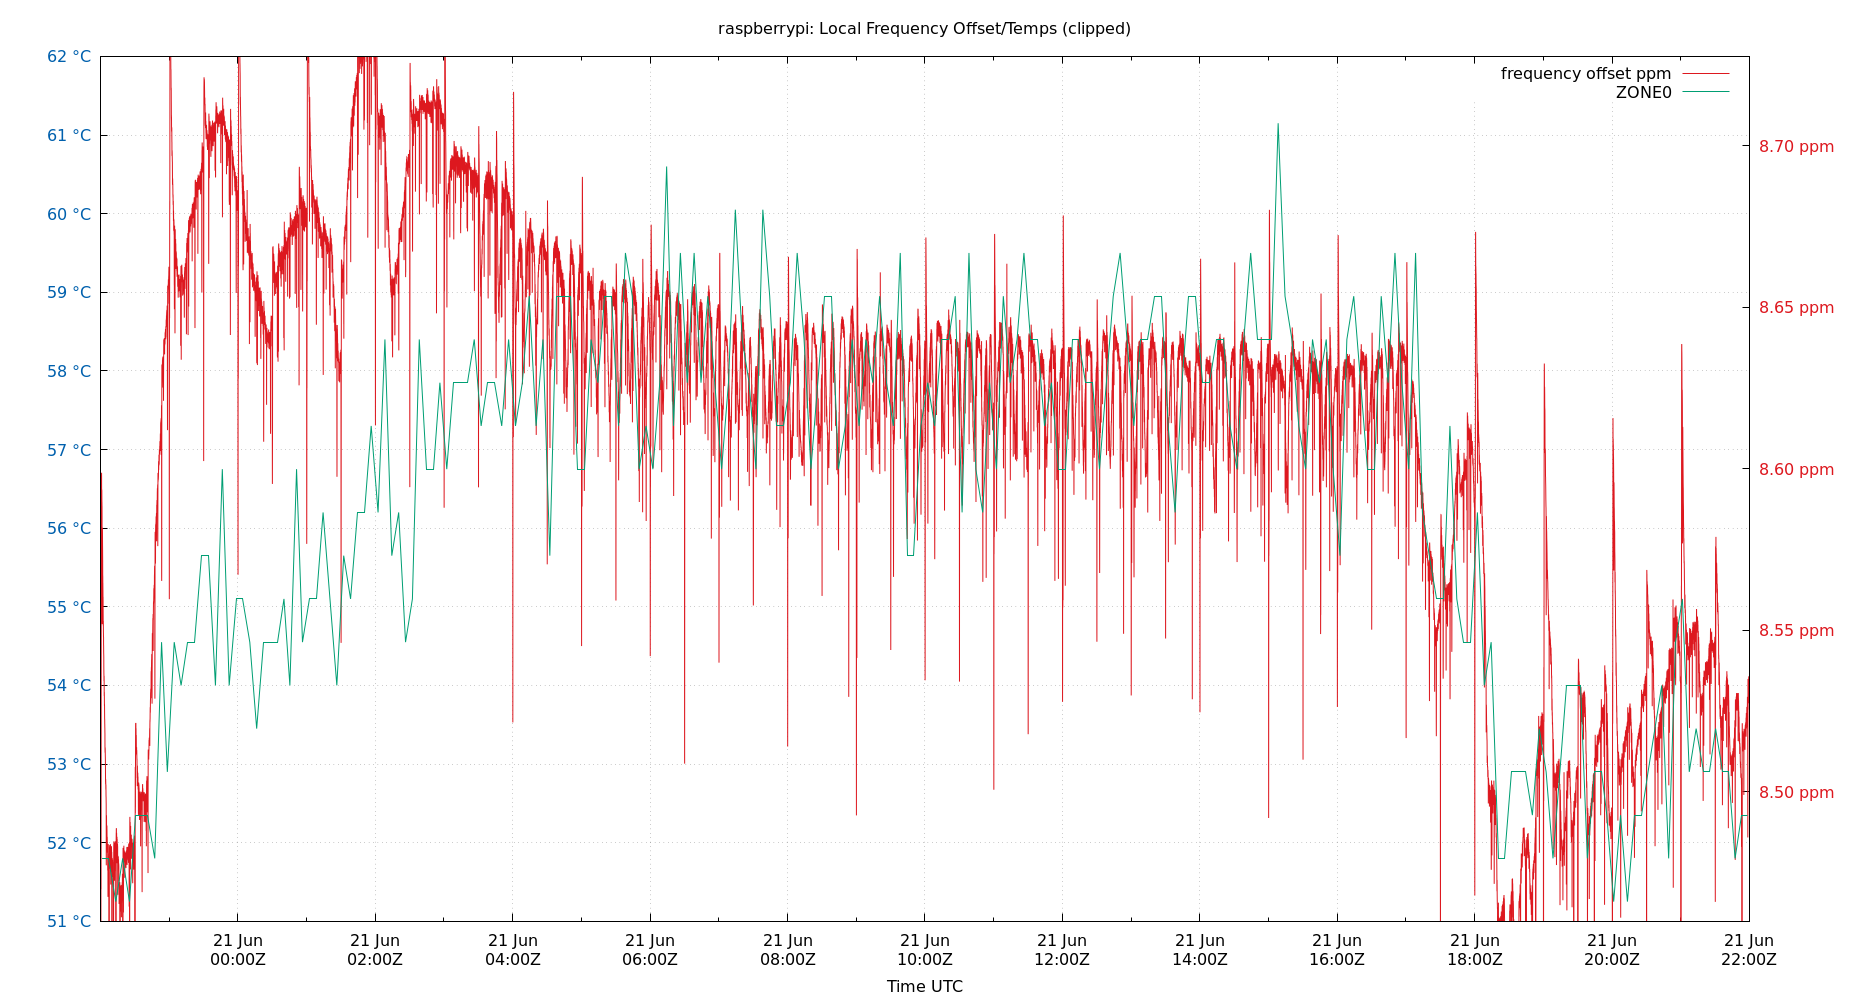 raspberrypi: Local Frequency Offset/Temps (clipped)
frequency offset ppm
ZONE0
62 °C
61 °C
60 °C
59 °C
58 °C
57 °C
56 °C
55 °C
54 °C
53 °C
52 °C
51 °C
8.70 ppm
8.65 ppm
8.60 ppm
8.55 ppm
8.50 ppm
21 Jun 21 Jun 21 Jun 21 Jun 21 Jun 21 Jun 21 Jun 21 Jun 21 Jun 21 Jun 21 Jun 21 Jun
00:00Z 02:00Z 04:00Z 06:00Z 08:00Z 10:00Z 12:00Z 14:00Z 16:00Z 18:00Z 20:00Z 22:00Z
Time UTC